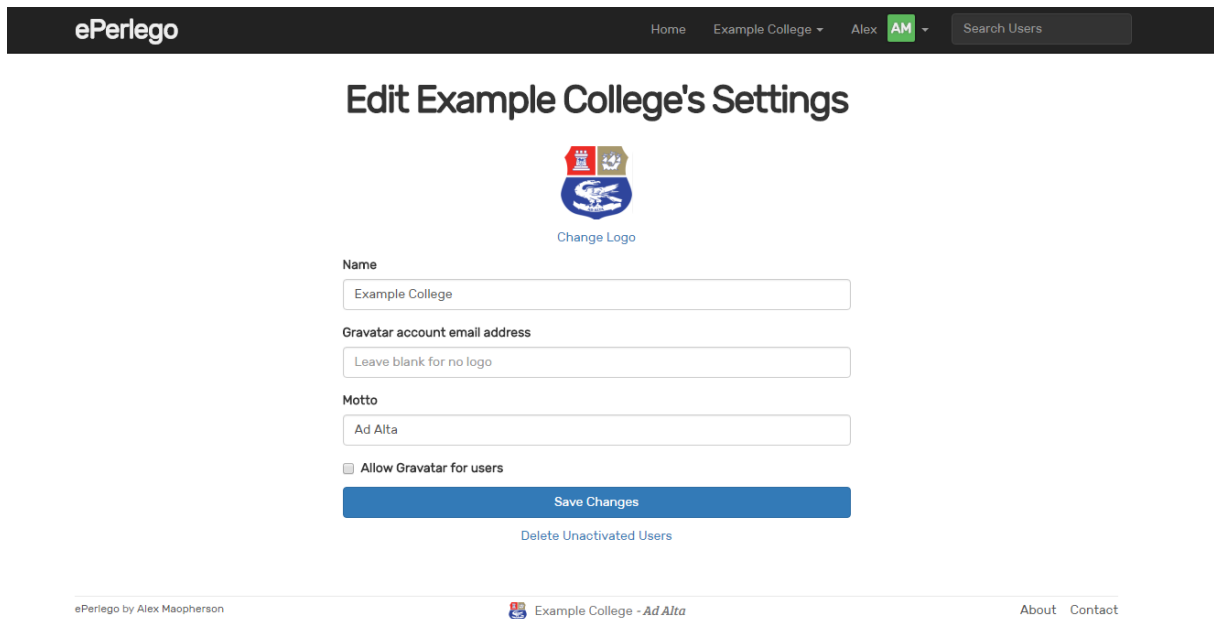 ePerlego Home Example College Alex AM Search Users
Edit Example College's Settings
Change Logo
Name
Example College
Gravatar account email address
Leave blank for no logo
Motto
Ad Alta
Allow Gravatar for users
Save Changes
Delete Unactivated Users
ePerlego by Alex Maopherson Example College - Ad Alta About Contact